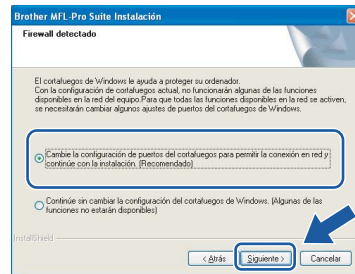 Brother MFL-Pro Suite Instalación
Firewall detectado
El cortafuegos de Windows le ayuda a proteger su ordenador.
Con la configuración de cortafuegos actual, no funcionarán algunas de las funciones
disponibles en la red del equipo.Para que todas las funciones disponibles en la red se activen,
se necesitarán cambiar algunos ajustes de puertos del cortafuegos de Windows.
Cambie la configuración de puertos del cortafuegos para permitir la conexión en red y
continúe con la instalación. (Recomendado)
Continúe sin cambiar la configuración del cortafuegos de Windows. (Algunas de las
funciones no estarán disponibles)
InstallShield
< Atrás
Siguiente >
Cancelar